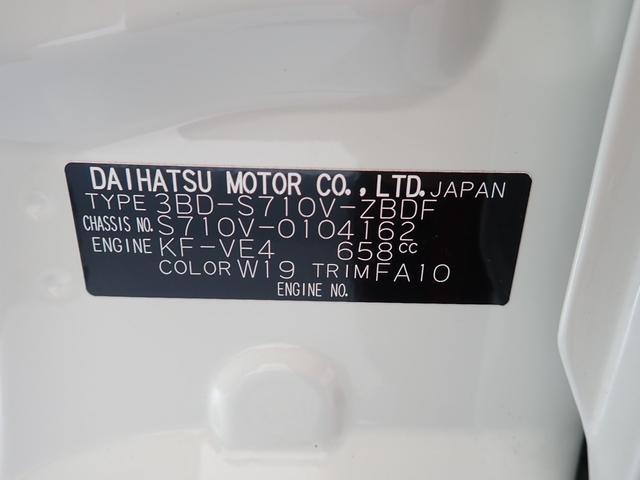 DAIHATSU MOTOR CO., LTD. JAPAN
TYPE 3BD-S710V-ZBDF
CHASSIS NO. S710V-0104162
ENGINE KF-VE4 658cc
COLOR W19 TRIM FA10
ENGINE NO.